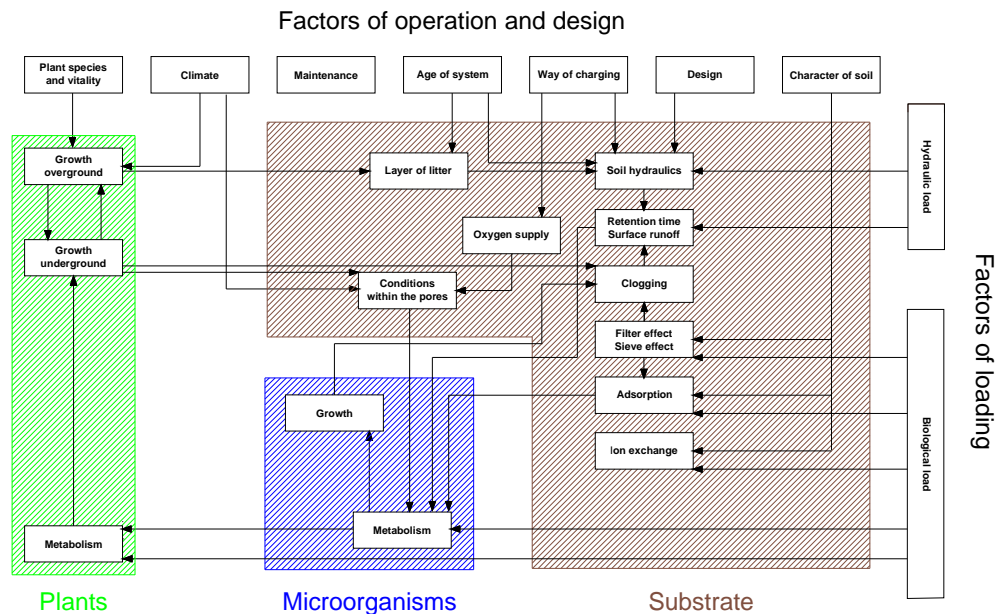 Factors of operation and design
Plant species
and vitality
Climate
Maintenance
Age of system
Way of charging
Design
Character of soil
Growth
overground
Layer of litter
Soil hydraulics
Hydraulic load
Retention time
Surface runoff
Oxygen supply
Growth
underground
Conditions
within the pores
Clogging
Factors of loading
Filter effect
Sieve effect
Adsorption
Growth
Ion exchange
Biological load
Metabolism
Metabolism
Plants
Microorganisms
Substrate